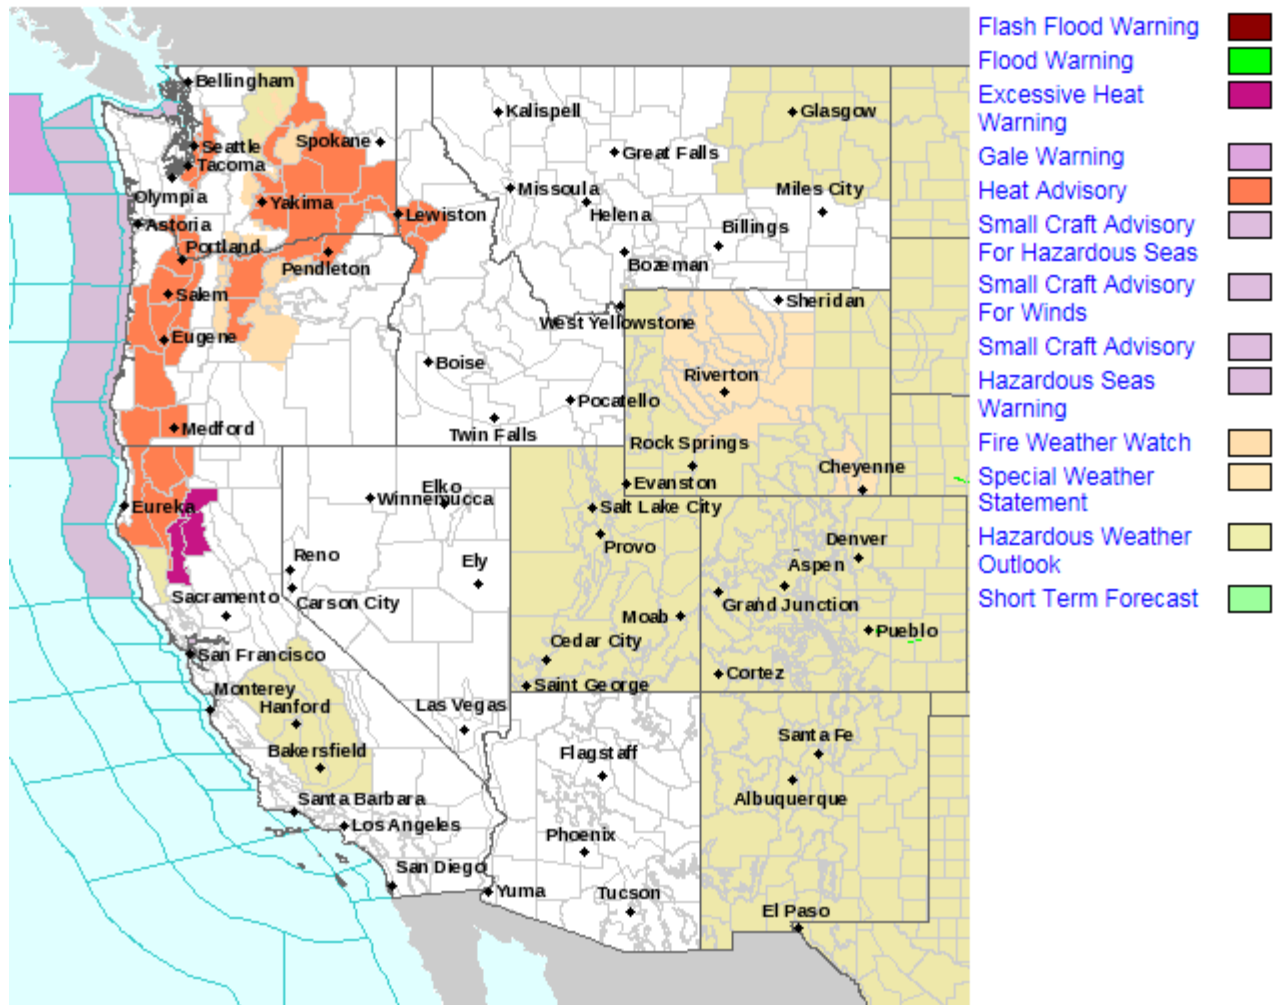 Bellingham
Seattle
Tacoma
Olympia
Spokane
Yakima
Astoria
Portland
Pendleton
Salem
Eugene
Medford
Lewiston
Kalispell
Great Falls
Missoula
Helena
Glasgow
Miles City
Billings
Bozeman
West Yellowstone
Sheridan
Boise
Pocatello
Twin Falls
Riverton
Rock Springs
Cheyenne
Evanston
Eureka
Elko
Winnemucca
Reno
Ely
Carson City
Sacramento
San Francisco
Monterey
Hanford
Bakersfield
Las Vegas
Santa Barbara
Los Angeles
San Diego
Salt Lake City
Provo
Moab
Cedar City
Saint George
Denver
Aspen
Grand Junction
Pueblo
Cortez
Flagstaff
Phoenix
Yuma
Tucson
Santa Fe
Albuquerque
El Paso
Flash Flood Warning
Flood Warning
Excessive Heat
Warning
Gale Warning
Heat Advisory
Small Craft Advisory
For Hazardous Seas
Small Craft Advisory
For Winds
Small Craft Advisory
Hazardous Seas
Warning
Fire Weather Watch
Special Weather
Statement
Hazardous Weather
Outlook
Short Term Forecast